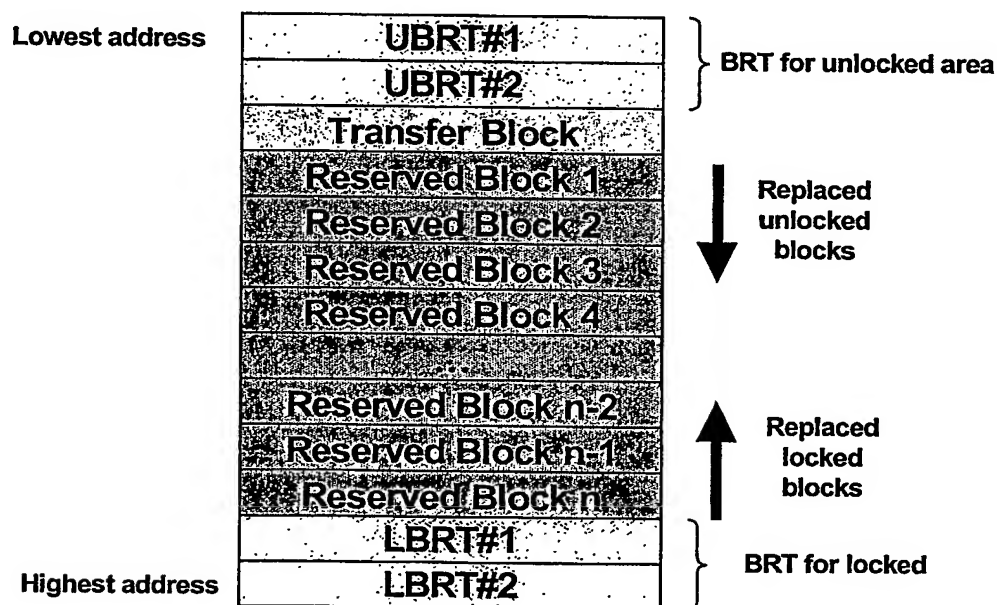 Lowest address
UBRT#1
UBRT#2
BRT for unlocked area
Transfer Block
Reserved Block 1
Reserved Block 2
Reserved Block 3
Reserved Block 4
Replaced
unlocked
blocks
...
Reserved Block n-2
Reserved Block n-1
Reserved Block n
Replaced
locked
blocks
LBRT#1
LBRT#2
BRT for locked
Highest address